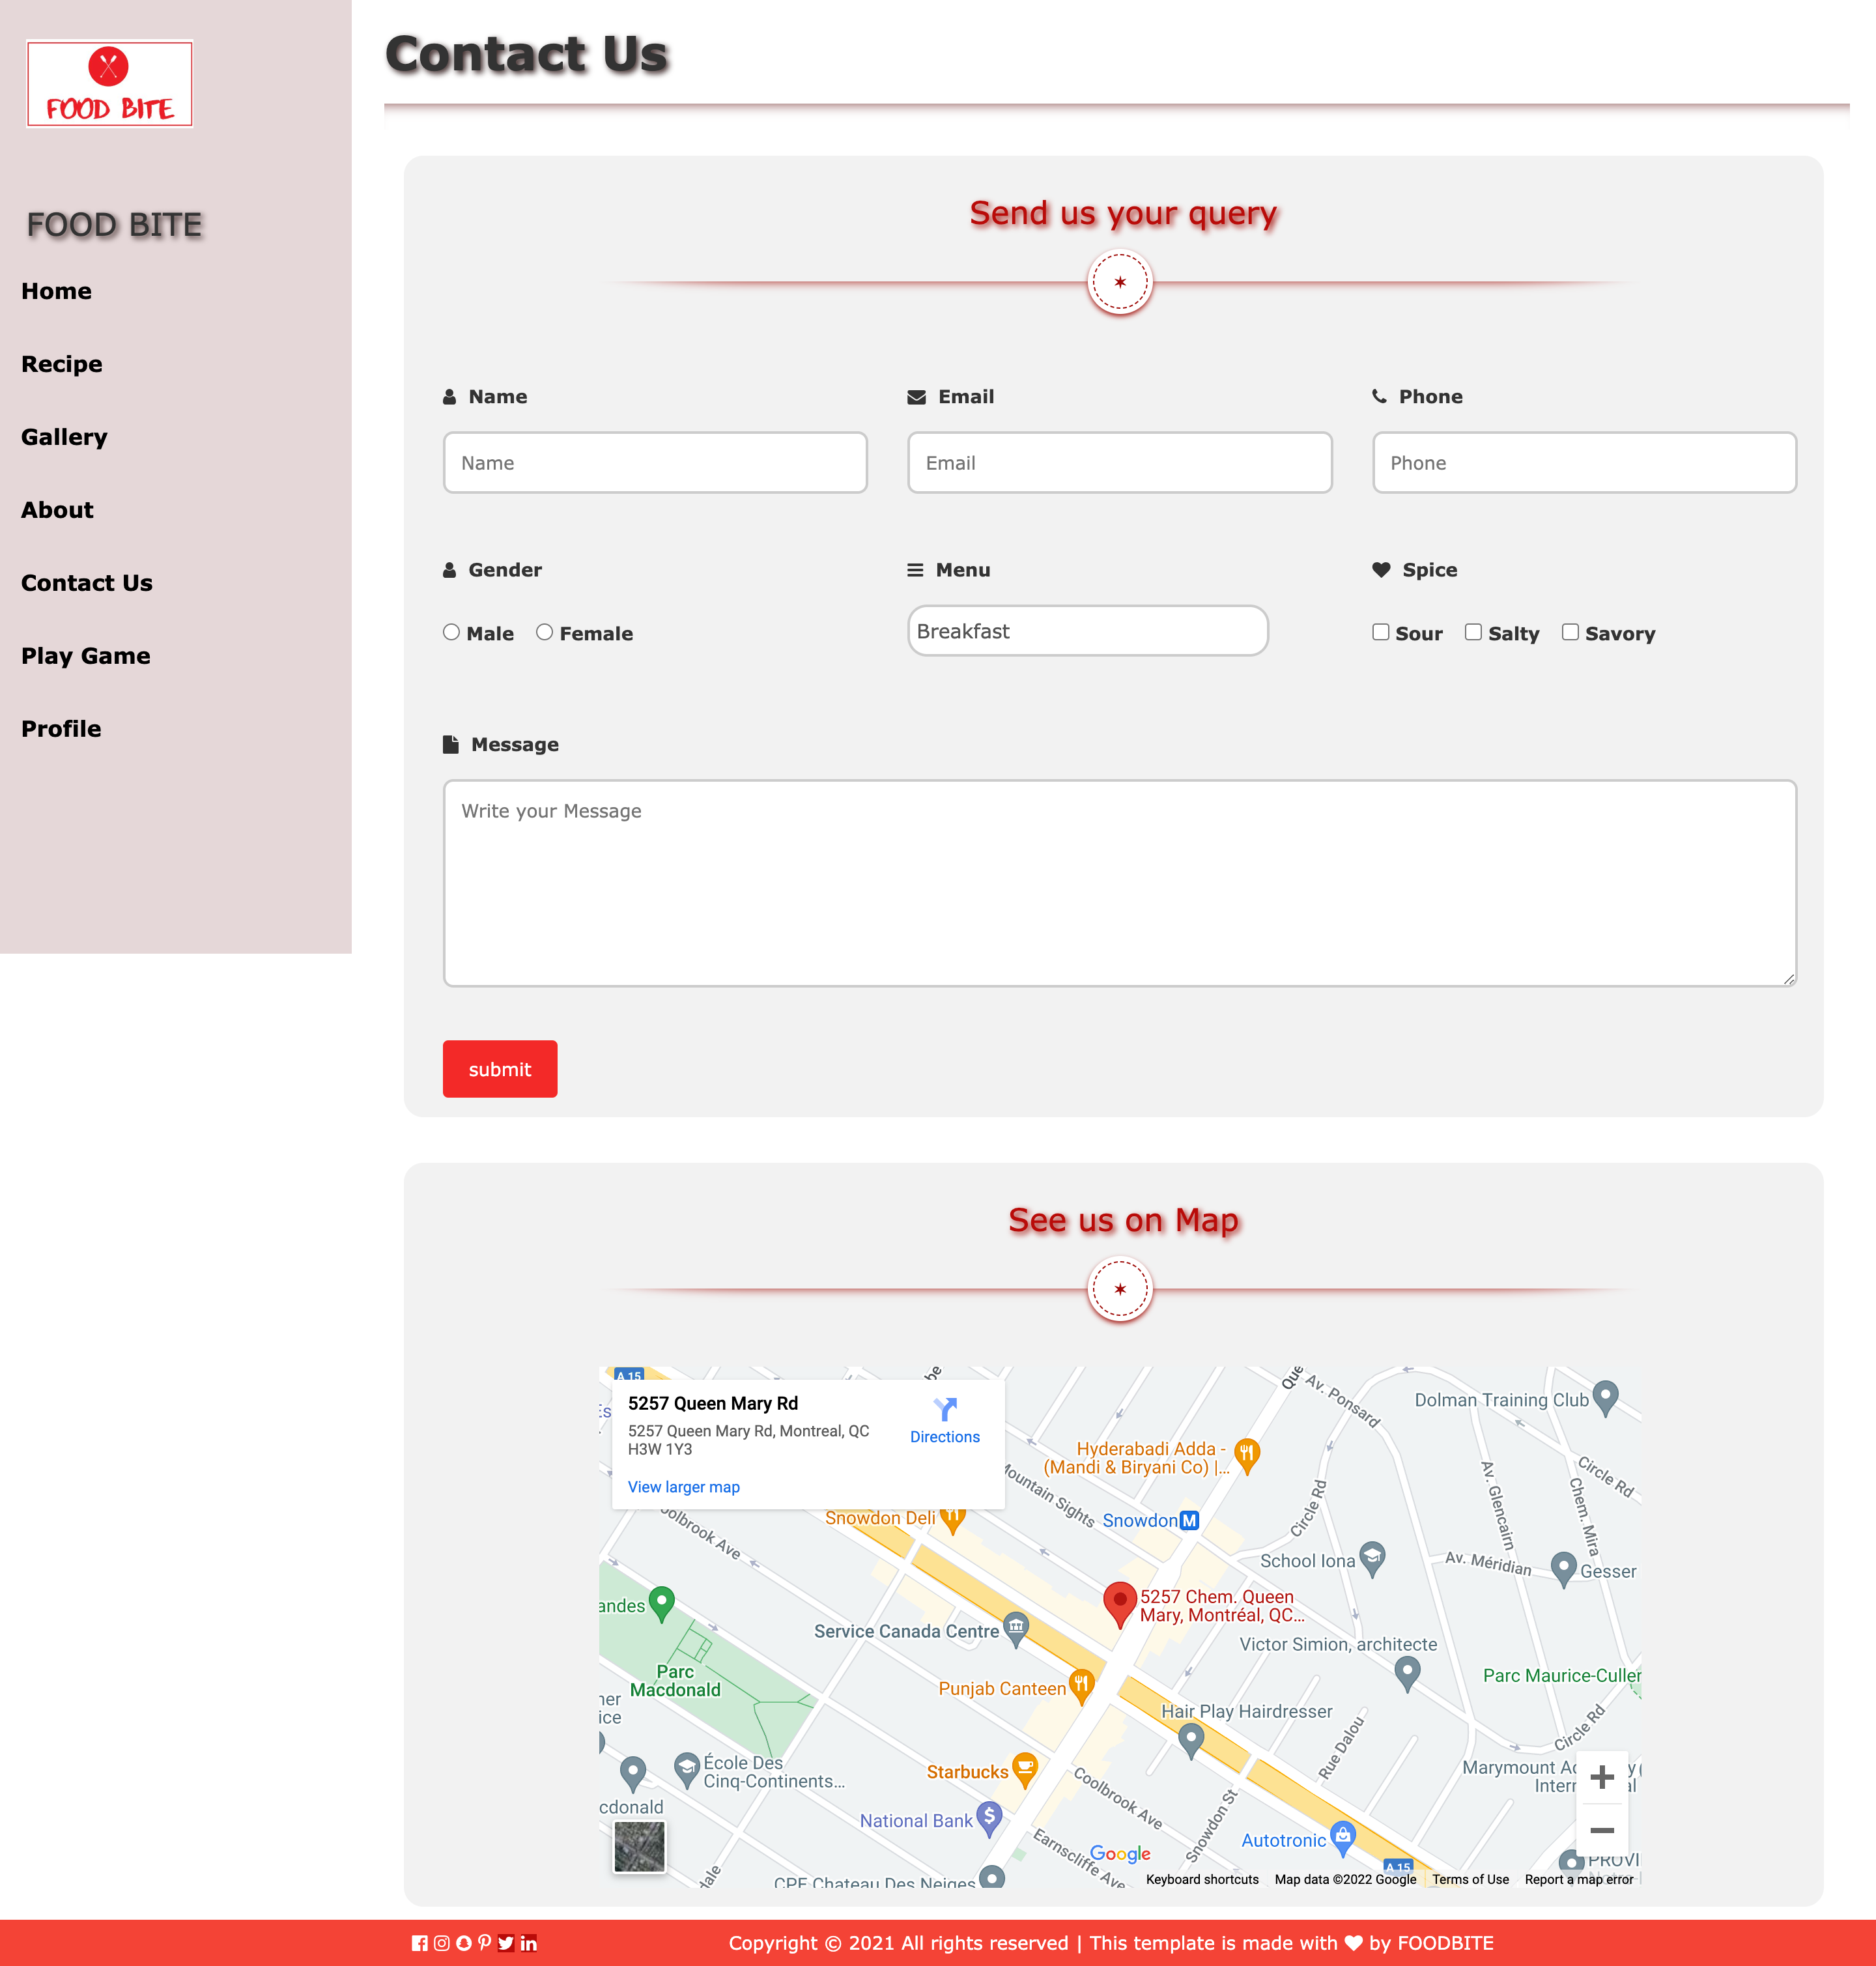 FOOD BITE
FOOD BITE
Home
Recipe
Gallery
About
Contact Us
Play Game
Profile
Contact Us
Send us your query
Name
Email
Phone
Name
Email
Phone
Gender
Menu
Spice
Male
Female
Breakfast
Sour
Salty
Savory
Message
Write your Message
submit
See us on Map
A 15
5257 Queen Mary Rd
5257 Queen Mary Rd, Montreal, QC
H3W 1Y3
Directions
View larger map
Av. Ponsard
Dolman Training Club
Hyderabadi Adda -
(Mandi & Biryani Co) |...
Circle Rd
Mountain Sights
Circle Rd
Av. Glencairn
Chem. Mira
Snowdon Deli
Snowdon M
oolbrook Ave
School Iona
Av. Méridian
Gesser
5257 Chem. Queen
Mary, Montréal, QC...
andes
Service Canada Centre
Victor Simion, architecte
Parc
Macdonald
Parc Maurice-Culler
Punjab Canteen
Hair Play Hairdresser
Circle Rd
Rue Dalou
École Des
Cinq-Continents...
Starbucks
Coolbrook Ave
Snowdon St
cdonald
National Bank
Earnscliffe Ave
Google
Autotronic
A 15
CPE Chateau Des Neiges
Keyboard shortcuts
Map data ©2022 Google
Terms of Use
Report a map error
Copyright © 2021 All rights reserved | This template is made with ♥ by FOODBITE